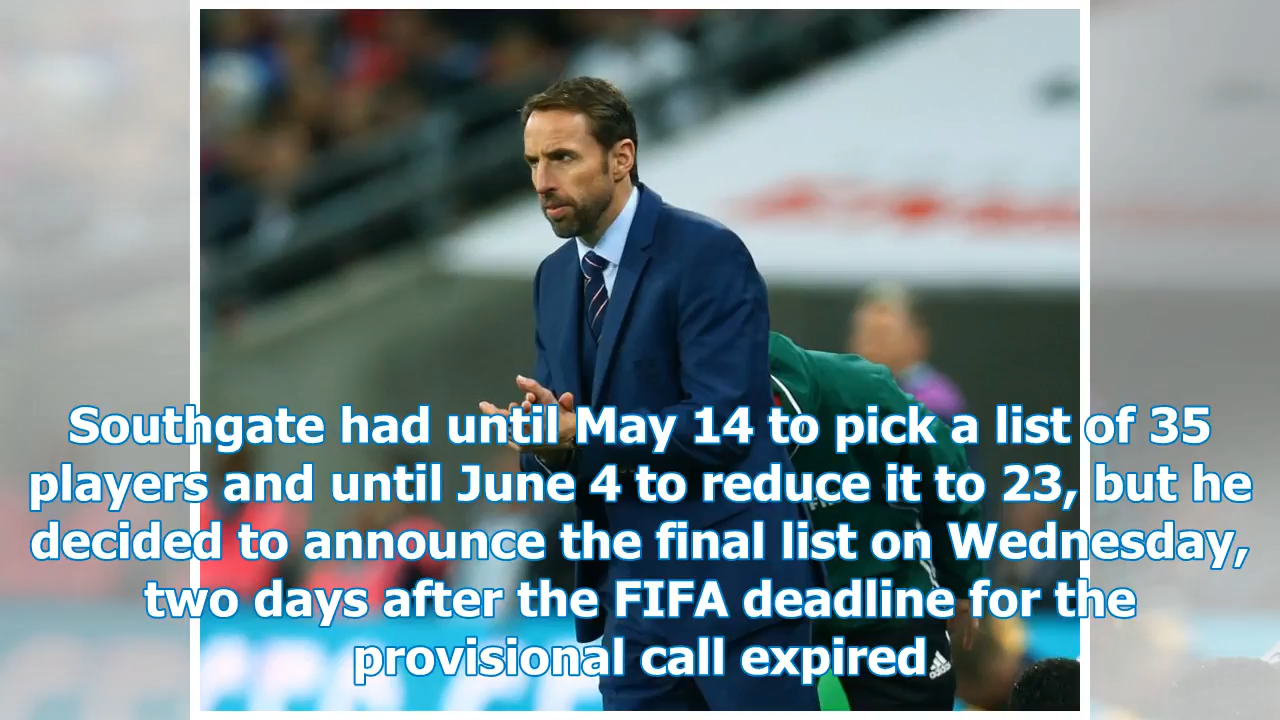 Southgate had until May 14 to pick a list of 35
players and until June 4 to reduce it to 23, but he
decided to announce the final list on Wednesday,
two days after the FIFA deadline for the
provisional call expired